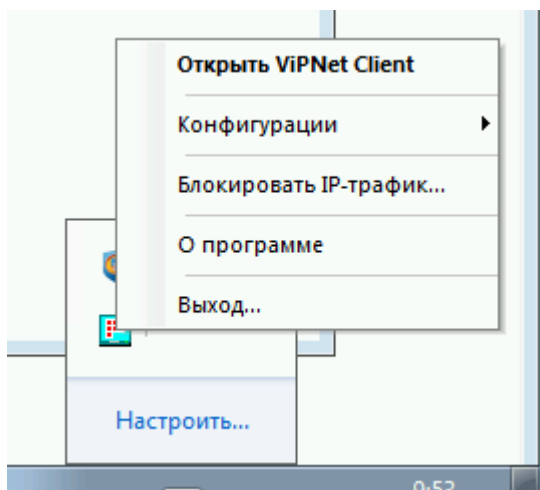 Открыть ViPNet Client
Конфигурации
Блокировать IP-трафик...
О программе
Выход...
Настроить...